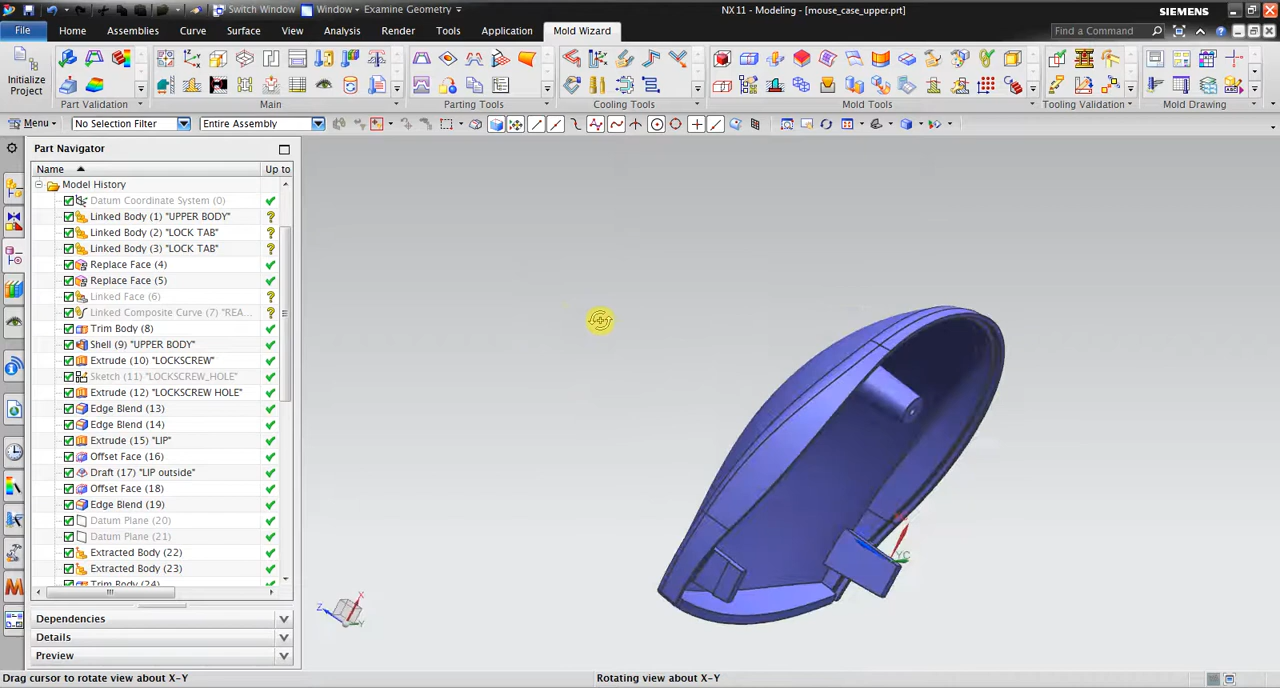 NX 11 - Modeling - [mouse_case_upper.prt]
SIEMENS
Switch Window
Window
Examine Geometry
File
Home
Assemblies
Curve
Surface
View
Analysis
Render
Tools
Application
Mold Wizard
Find a Command
Initialize
Project
Part Validation
Main
Parting Tools
Cooling Tools
Mold Tools
Tooling Validation
Mold Drawing
Menu
No Selection Filter
Entire Assembly
Part Navigator
Name
Up to
Model History
Datum Coordinate System (0)
Linked Body (1) "UPPER BODY"
Linked Body (2) "LOCK TAB"
Linked Body (3) "LOCK TAB"
Replace Face (4)
Replace Face (5)
Linked Face (6)
Linked Composite Curve (7) "REA...
Trim Body (8)
Shell (9) "UPPER BODY"
Extrude (10) "LOCKSCREW"
Sketch (11) "LOCKSCREW_HOLE"
Extrude (12) "LOCKSCREW HOLE"
Edge Blend (13)
Edge Blend (14)
Extrude (15) "LIP"
Offset Face (16)
Draft (17) "LIP outside"
Offset Face (18)
Edge Blend (19)
Datum Plane (20)
Datum Plane (21)
Extracted Body (22)
Extracted Body (23)
Trim Body (24)
Dependencies
Details
Preview
Z
X
Y
YC
Drag cursor to rotate view about X-Y
Rotating view about X-Y